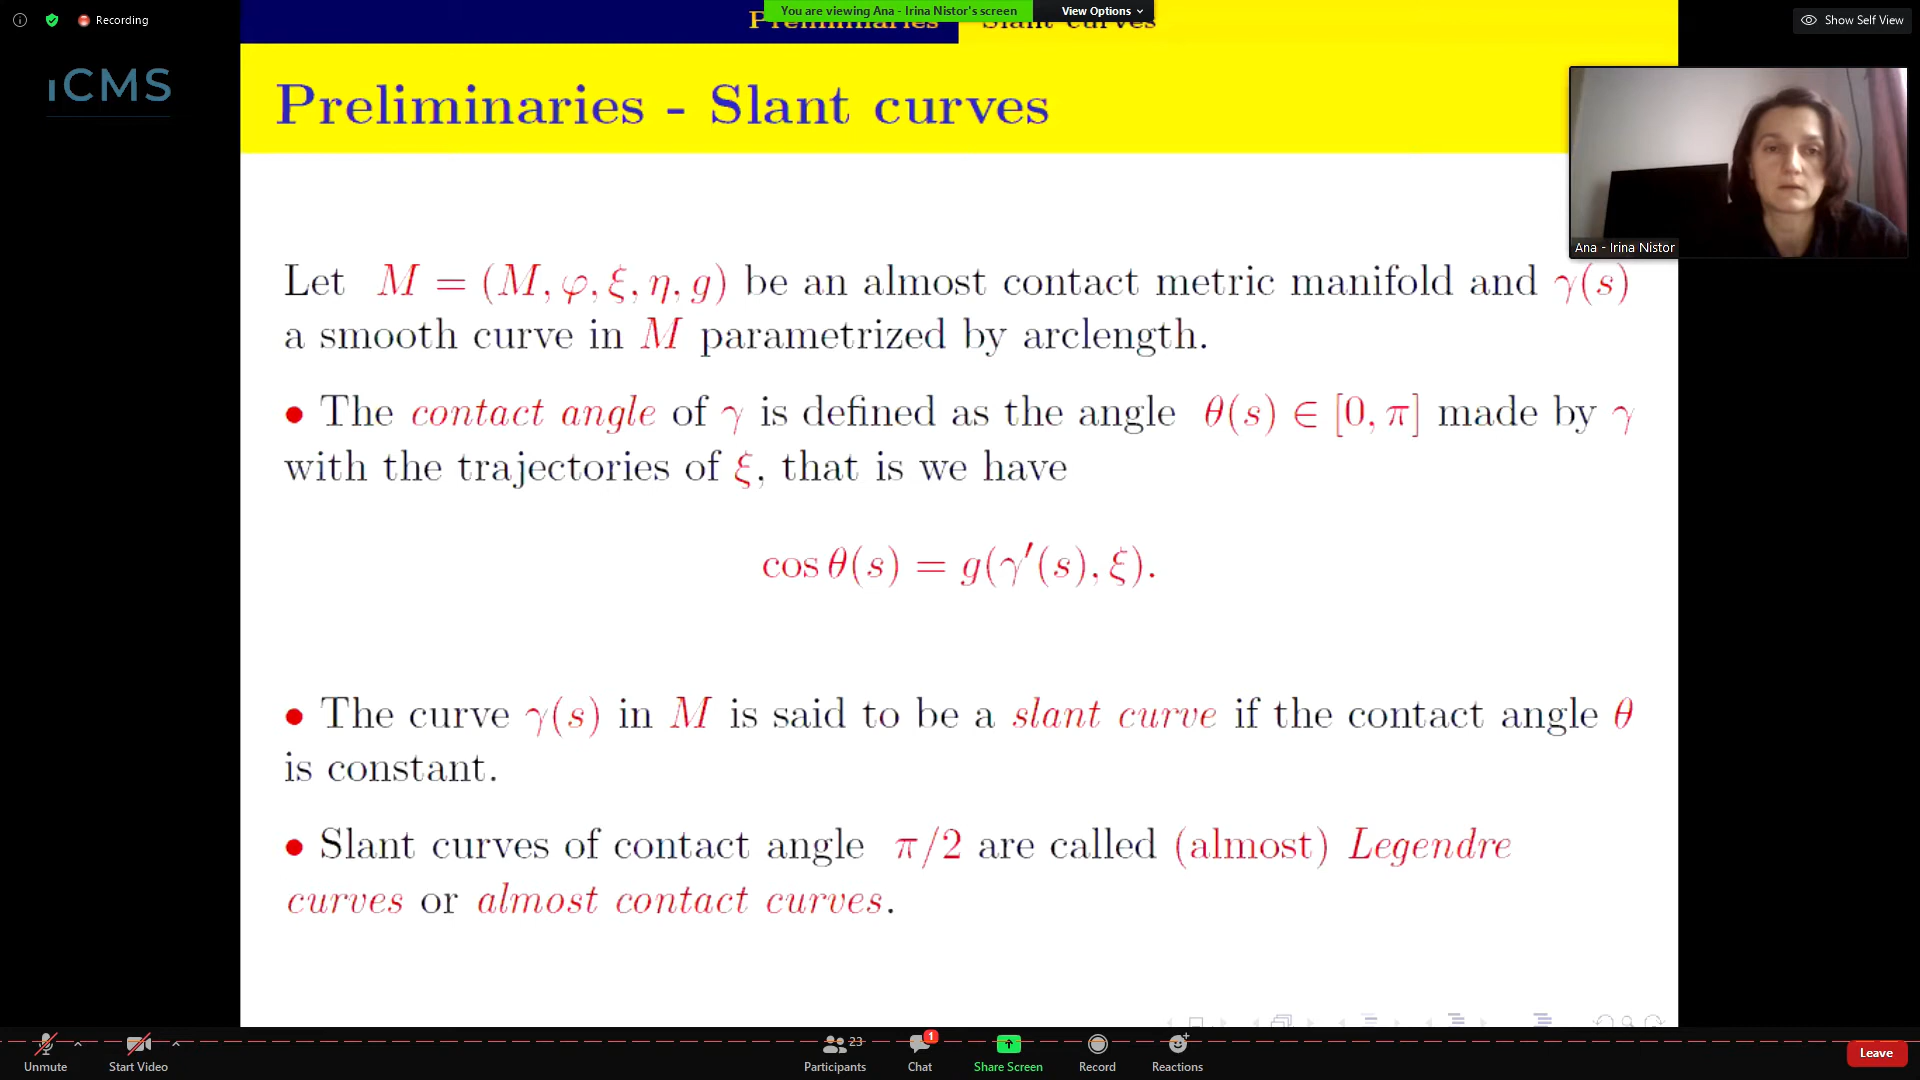 Recording
You are viewing Ana - Irina Nistor's screen
View Options
Preliminaries
Slant curves
Show Self View
iCMS
Preliminaries - Slant curves
Ana - Irina Nistor
Let M = (M, φ, ξ, η, g) be an almost contact metric manifold and γ(s)
a smooth curve in M parametrized by arclength.
• The contact angle of γ is defined as the angle θ(s) ∈ [0, π] made by γ
with the trajectories of ξ, that is we have
cos θ(s) = g(γ′(s), ξ).
• The curve γ(s) in M is said to be a slant curve if the contact angle θ
is constant.
• Slant curves of contact angle π/2 are called (almost) Legendre
curves or almost contact curves.
Unmute
Start Video
23
Participants
1
Chat
Share Screen
Record
Reactions
Leave